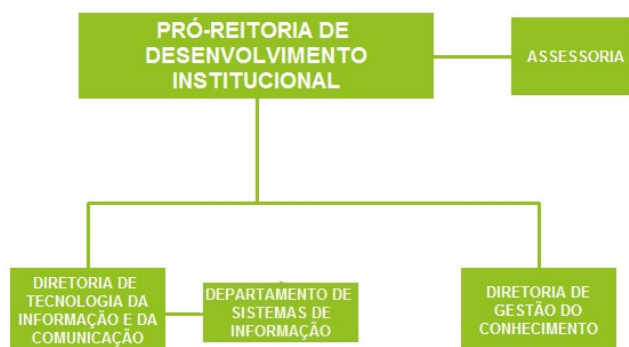 PRÓ-REITORIA DE
DESENVOLVIMENTO
INSTITUCIONAL
ASSESSORIA
DIRETORIA DE
TECNOLOGIA DA
INFORMAÇÃO E DA
COMUNICAÇÃO
DEPARTAMENTO DE
SISTEMAS DE
INFORMAÇÃO
DIRETORIA DE
GESTÃO DO
CONHECIMENTO